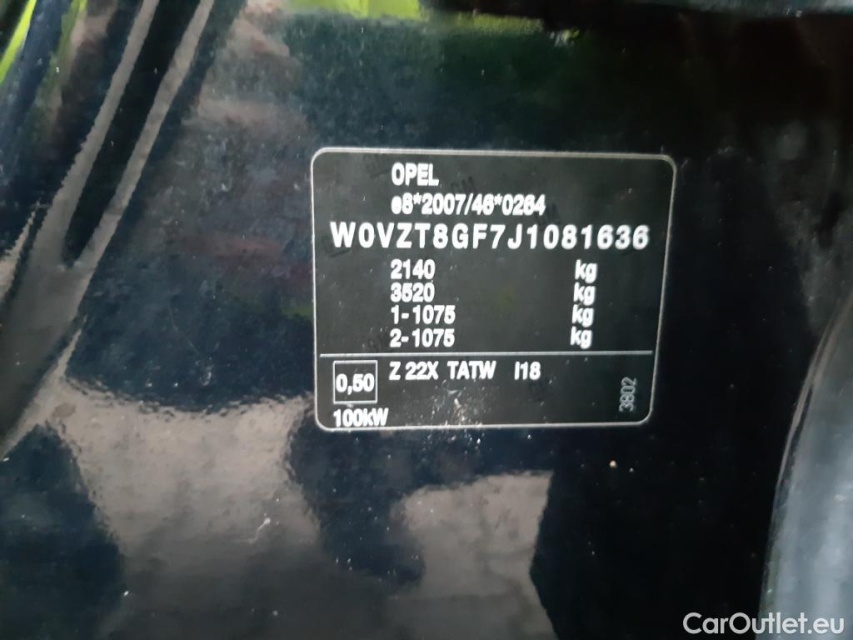 OPEL
e8*2007/46*0264
W0VZT8GF7J1081636
2140 kg
3520 kg
1-1075 kg
2-1075 kg
0,50 Z 22X TATW I18
100kW
3802
CarOutlet.eu